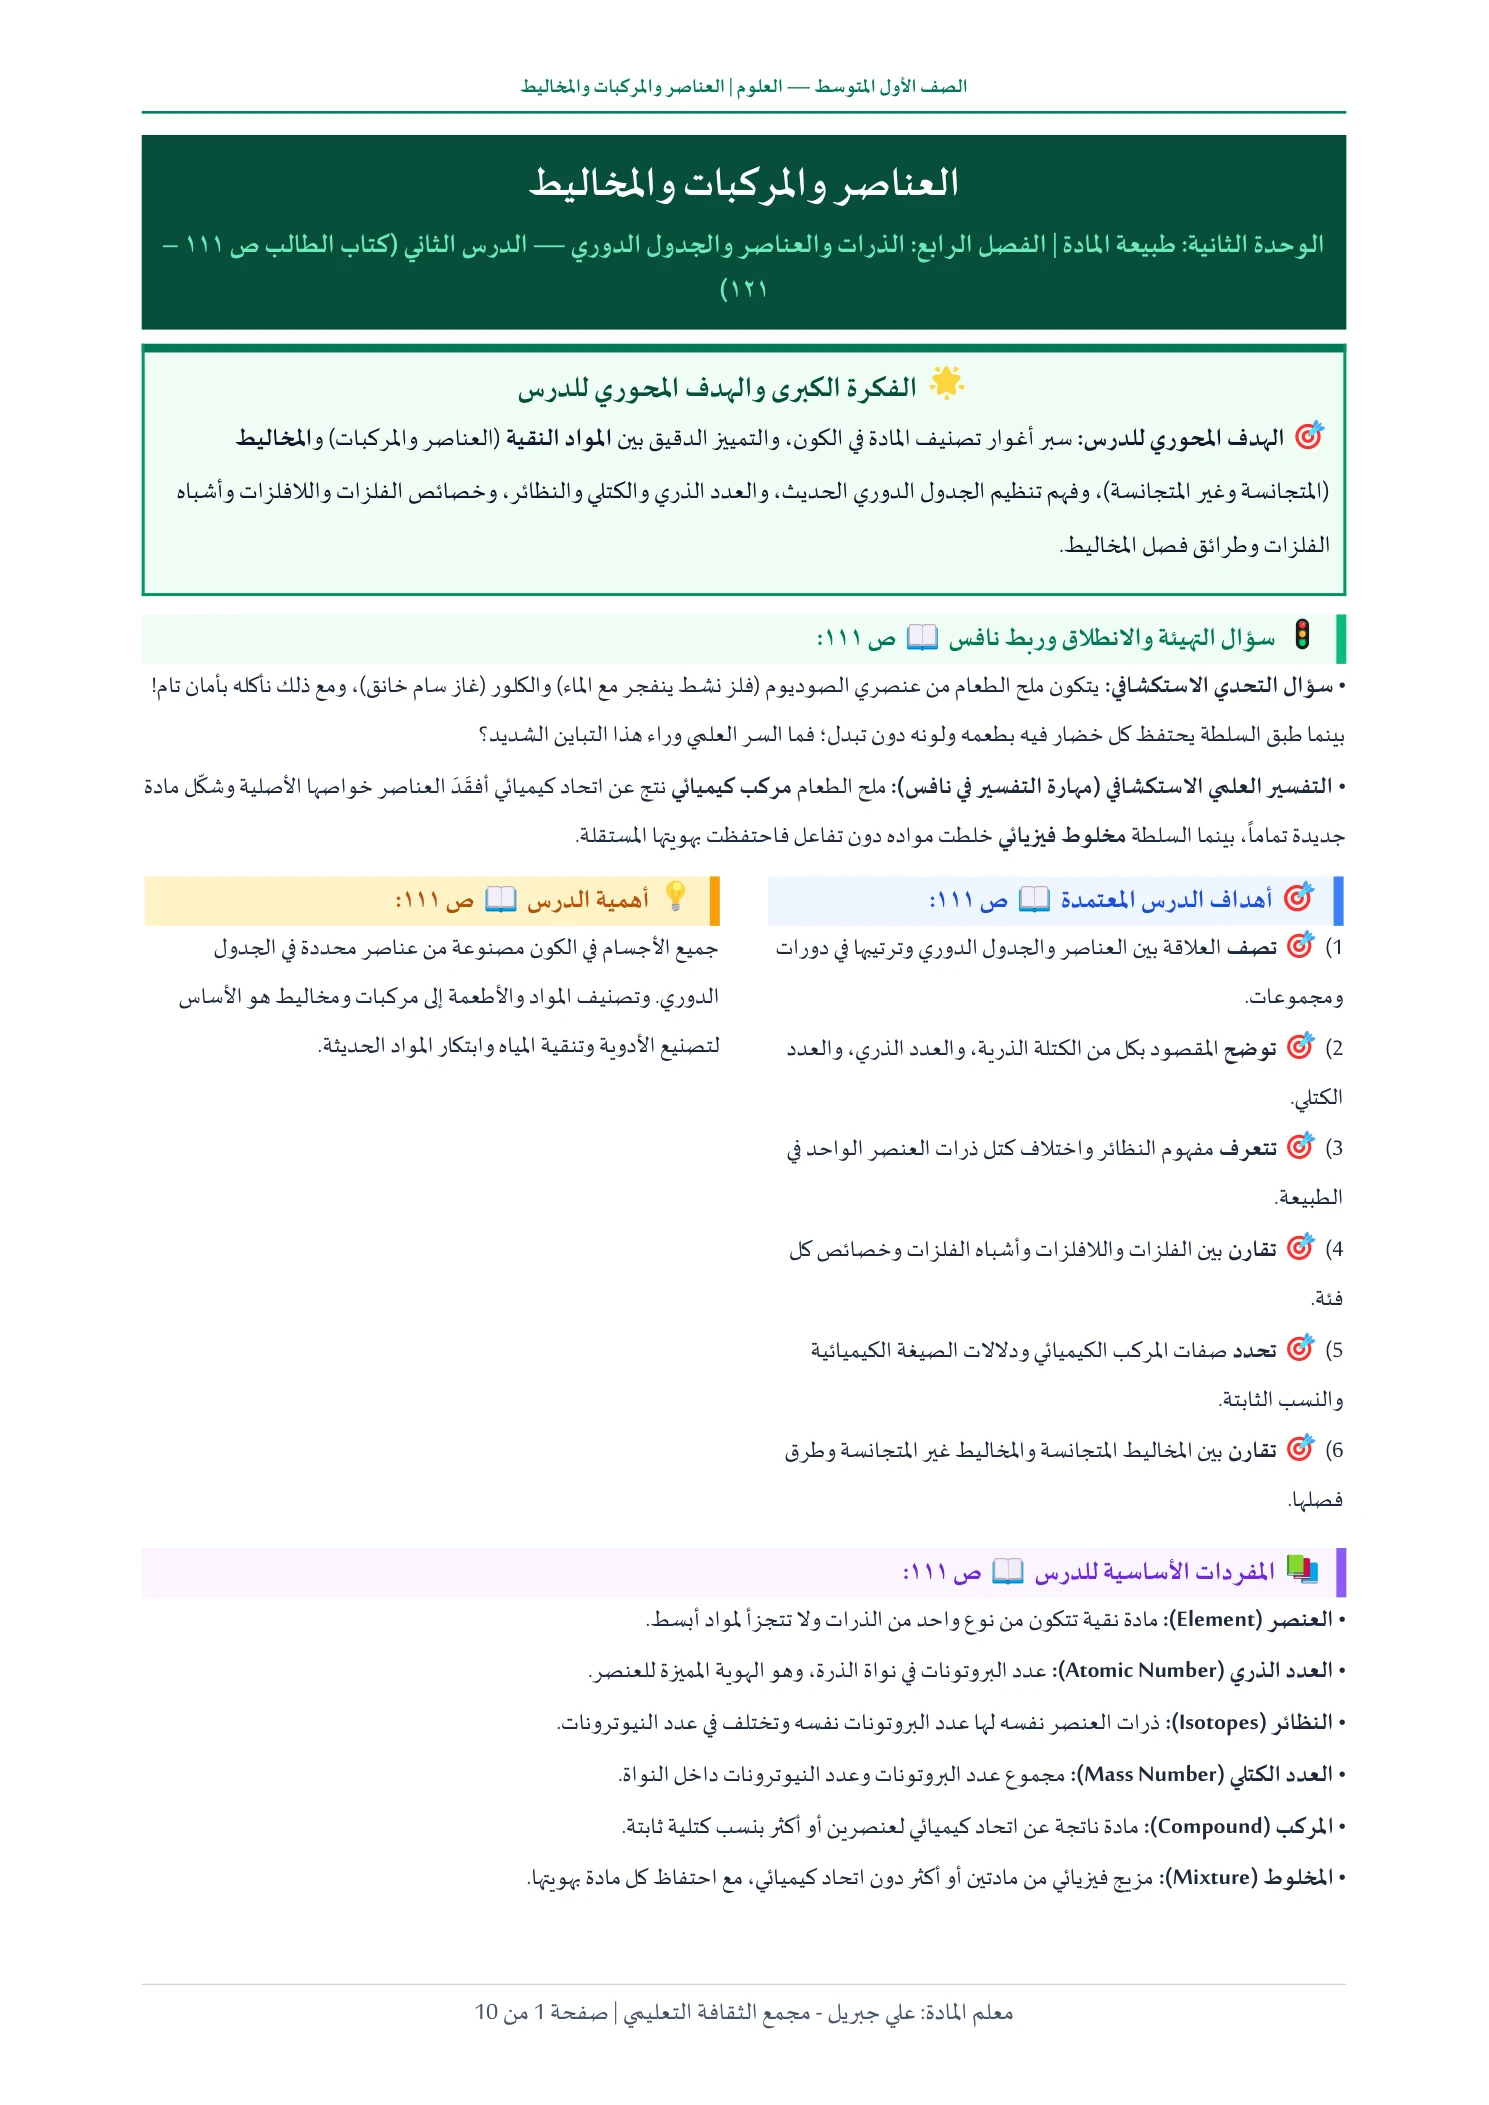 الصف الأول المتوسط — العلوم | العناصر والمركبات والمخاليط
العناصر والمركبات والمخاليط
الوحدة الثانية: طبيعة المادة | الفصل الرابع: الذرات والعناصر والجدول الدوري — الدرس الثاني (كتاب الطالب ص ١١١ –
١٢١)
🌟 الفكرة الكبرى والهدف المحوري للدرس
🎯 الهدف المحوري للدرس: سبر أغوار تصنيف المادة في الكون، والتمييز الدقيق بين المواد النقية (العناصر والمركبات) والمخاليط
(المتجانسة وغير المتجانسة)، وفهم تنظيم الجدول الدوري الحديث، والعدد الذري والكتلي والنظائر، وخصائص الفلزات واللافلزات وأشباه
الفلزات وطرائق فصل المخاليط.
🚦 سؤال التهيئة والانطلاق وربط نافس 📖 ص ١١١:
• سؤال التحدي الاستكشافي: يتكون ملح الطعام من عنصري الصوديوم (فلز نشط ينفجر مع الماء) والكلور (غاز سام خانق)، ومع ذلك نأكله بأمان تام!
بينما طبق السلطة يحتفظ كل خضار فيه بطعمه ولونه دون تبدل؛ فما السر العلمي وراء هذا التباين الشديد؟
• التفسير العلمي الاستكشافي (مهارة التفسير في نافس): ملح الطعام مركب كيميائي نتج عن اتحاد كيميائي أفقَدَ العناصر خواصها الأصلية وشكّل مادة
جديدة تماماً، بينما السلطة مخلوط فيزيائي خلطت مواده دون تفاعل فاحتفظت بهويتها المستقلة.
🎯 أهداف الدرس المعتمدة 📖 ص ١١١:
1) 🎯 تصف العلاقة بين العناصر والجدول الدوري وترتيبها في دورات
ومجموعات.
2) 🎯 توضح المقصود بكل من الكتلة الذرية، والعدد الذري، والعدد
الكتلي.
3) 🎯 تتعرف مفهوم النظائر واختلاف كتل ذرات العنصر الواحد في
الطبيعة.
4) 🎯 تقارن بين الفلزات واللافلزات وأشباه الفلزات وخصائص كل
فئة.
5) 🎯 تحدد صفات المركب الكيميائي ودلالات الصيغة الكيميائية
والنسب الثابتة.
6) 🎯 تقارن بين المخاليط المتجانسة والمخاليط غير المتجانسة وطرق
فصلها.
💡 أهمية الدرس 📖 ص ١١١:
جميع الأجسام في الكون مصنوعة من عناصر محددة في الجدول
الدوري. وتصنيف المواد والأطعمة إلى مركبات ومخاليط هو الأساس
لتصنيع الأدوية وتنقية المياه وابتكار المواد الحديثة.
📚 المفردات الأساسية للدرس 📖 ص ١١١:
• العنصر (Element): مادة نقية تتكون من نوع واحد من الذرات ولا تتجزأ لمواد أبسط.
• العدد الذري (Atomic Number): عدد البروتونات في نواة الذرة، وهو الهوية المميزة للعنصر.
• النظائر (Isotopes): ذرات العنصر نفسه لها عدد البروتونات نفسه وتختلف في عدد النيوترونات.
• العدد الكتلي (Mass Number): مجموع عدد البروتونات وعدد النيوترونات داخل النواة.
• المركب (Compound): مادة ناتجة عن اتحاد كيميائي لعنصرين أو أكثر بنسب كتلية ثابتة.
• المخلوط (Mixture): مزيج فيزيائي من مادتين أو أكثر دون اتحاد كيميائي، مع احتفاظ كل مادة بهويتها.
معلم المادة: علي جبريل - مجمع الثقافة التعليمي | صفحة 1 من 10